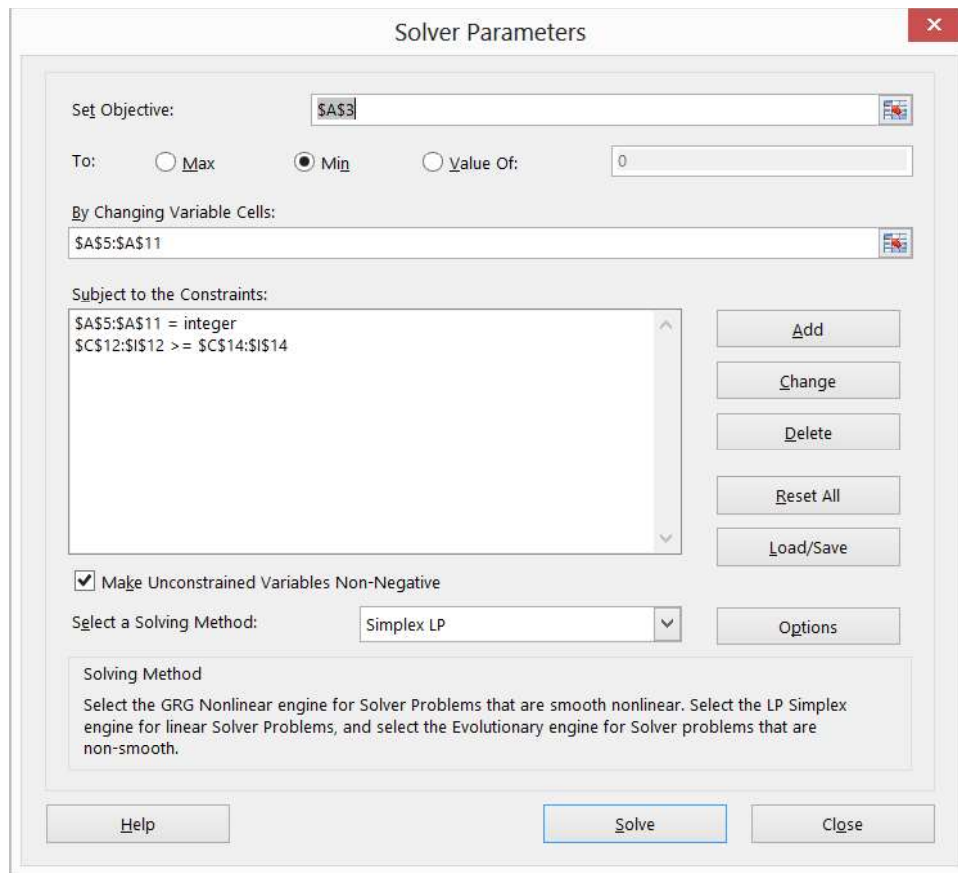 Solver Parameters
Set Objective: $A$3
To: Max Min Value Of: 0
By Changing Variable Cells:
$A$5:$A$11
Subject to the Constraints:
$A$5:$A$11 = integer
$C$12:$I$12 >= $C$14:$I$14
Add
Change
Delete
Reset All
Load/Save
Make Unconstrained Variables Non-Negative
Select a Solving Method: Simplex LP Options
Solving Method
Select the GRG Nonlinear engine for Solver Problems that are smooth nonlinear. Select the LP Simplex
engine for linear Solver Problems, and select the Evolutionary engine for Solver problems that are
non-smooth.
Help Solve Close